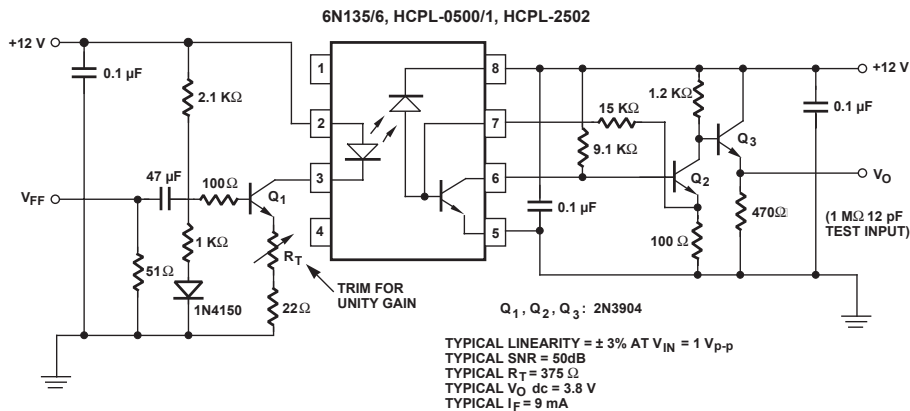 6N135/6, HCPL-0500/1, HCPL-2502
+12 V
0.1 µF
2.1 KΩ
1
2
3
4
8
7
6
5
15 KΩ
1.2 KΩ
9.1 KΩ
+12 V
0.1 µF
Q3
Q2
VO
VFF
47 µF
100Ω
Q1
0.1 µF
470Ω
(1 MΩ 12 pF
TEST INPUT)
100 Ω
51Ω
1 KΩ
RT
1N4150
22Ω
TRIM FOR
UNITY GAIN
Q1 , Q2 , Q3 : 2N3904
TYPICAL LINEARITY = ± 3% AT VIN = 1 Vp-p
TYPICAL SNR = 50dB
TYPICAL RT = 375 Ω
TYPICAL VO dc = 3.8 V
TYPICAL IF = 9 mA